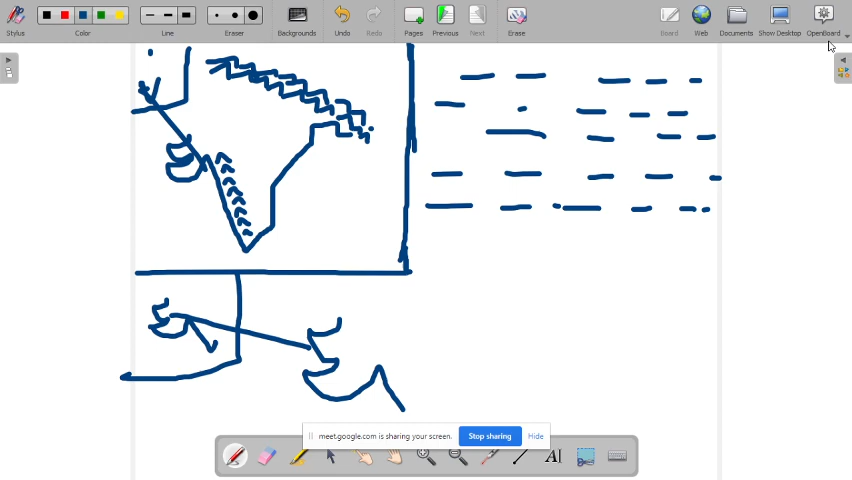 Stylus Color Line Eraser Backgrounds Undo Redo Pages Previous Next Erase Board Web Documents Show Desktop OpenBoard
meet.google.com is sharing your screen. Stop sharing Hide
A